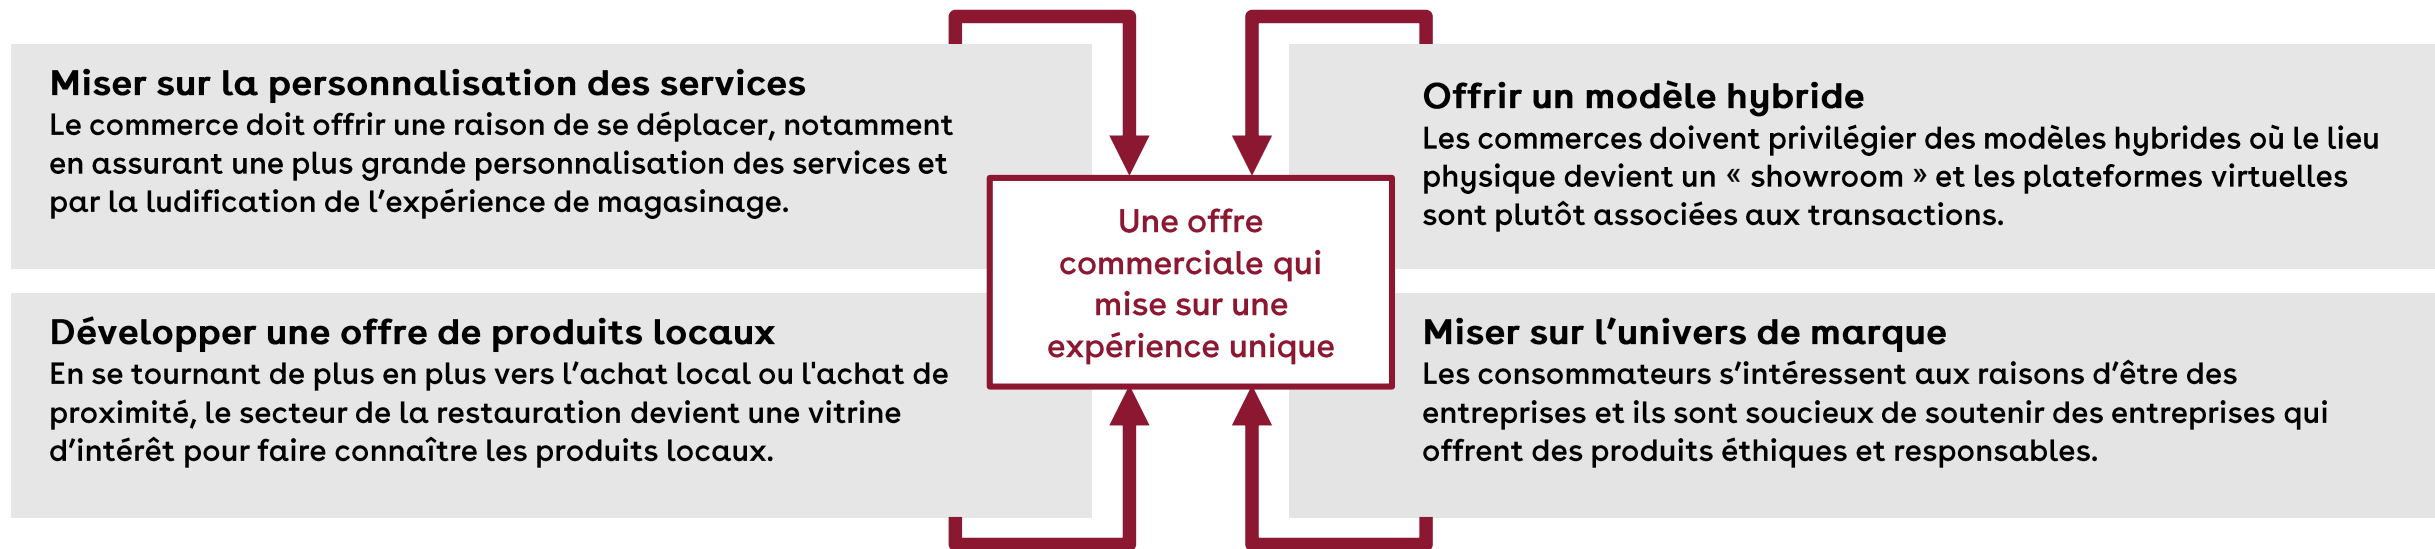 Miser sur la personnalisation des services
Le commerce doit offrir une raison de se déplacer, notamment
en assurant une plus grande personnalisation des services et
par la ludification de l’expérience de magasinage.
Offrir un modèle hybride
Les commerces doivent privilégier des modèles hybrides où le lieu
physique devient un « showroom » et les plateformes virtuelles
sont plutôt associées aux transactions.
Une offre
commerciale qui
mise sur une
expérience unique
Développer une offre de produits locaux
En se tournant de plus en plus vers l’achat local ou l'achat de
proximité, le secteur de la restauration devient une vitrine
d’intérêt pour faire connaître les produits locaux.
Miser sur l’univers de marque
Les consommateurs s’intéressent aux raisons d’être des
entreprises et ils sont soucieux de soutenir des entreprises qui
offrent des produits éthiques et responsables.